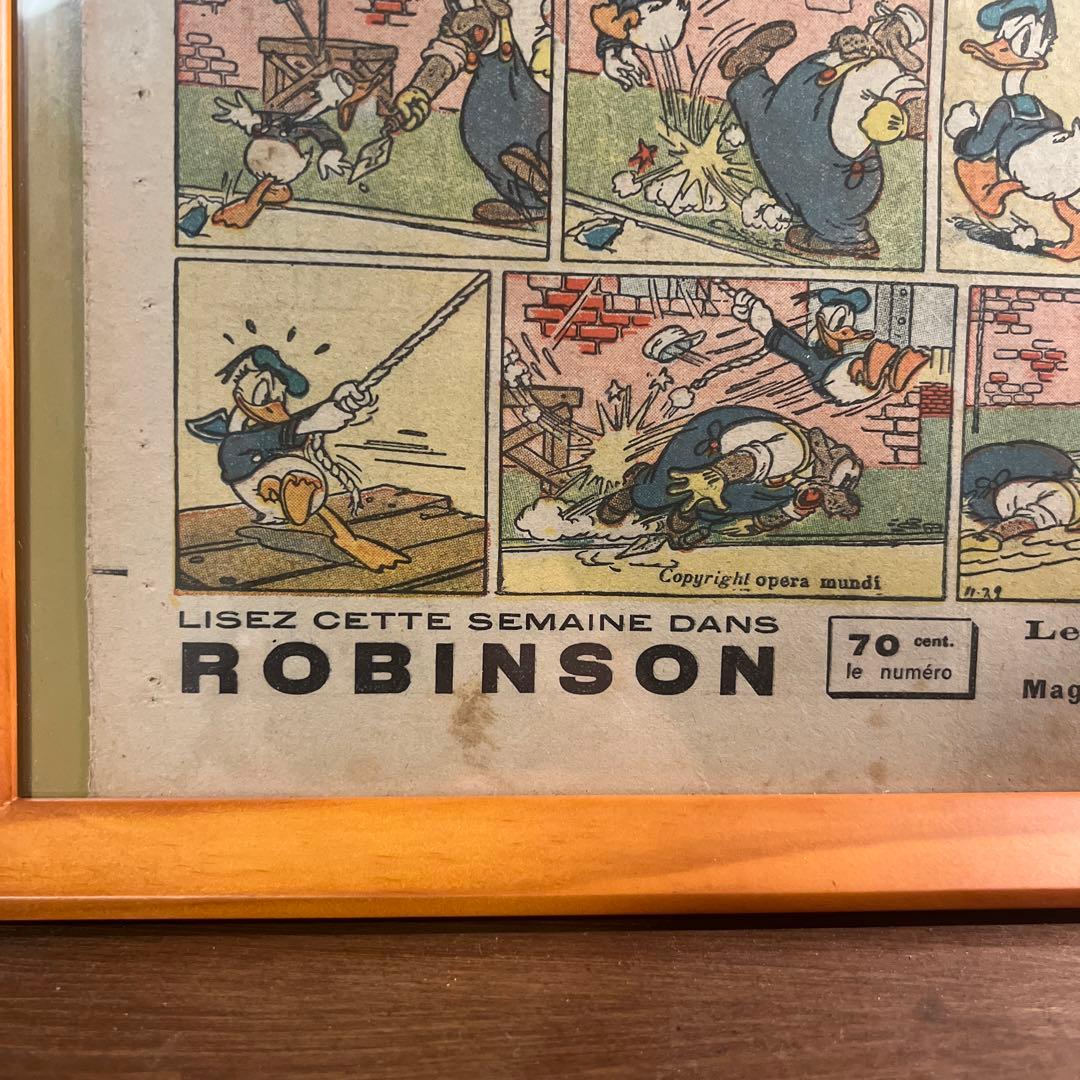 Copyright opera mundi
11-29
LISEZ CETTE SEMAINE DANS
ROBINSON
70 cent.
le numéro
Le
Mag